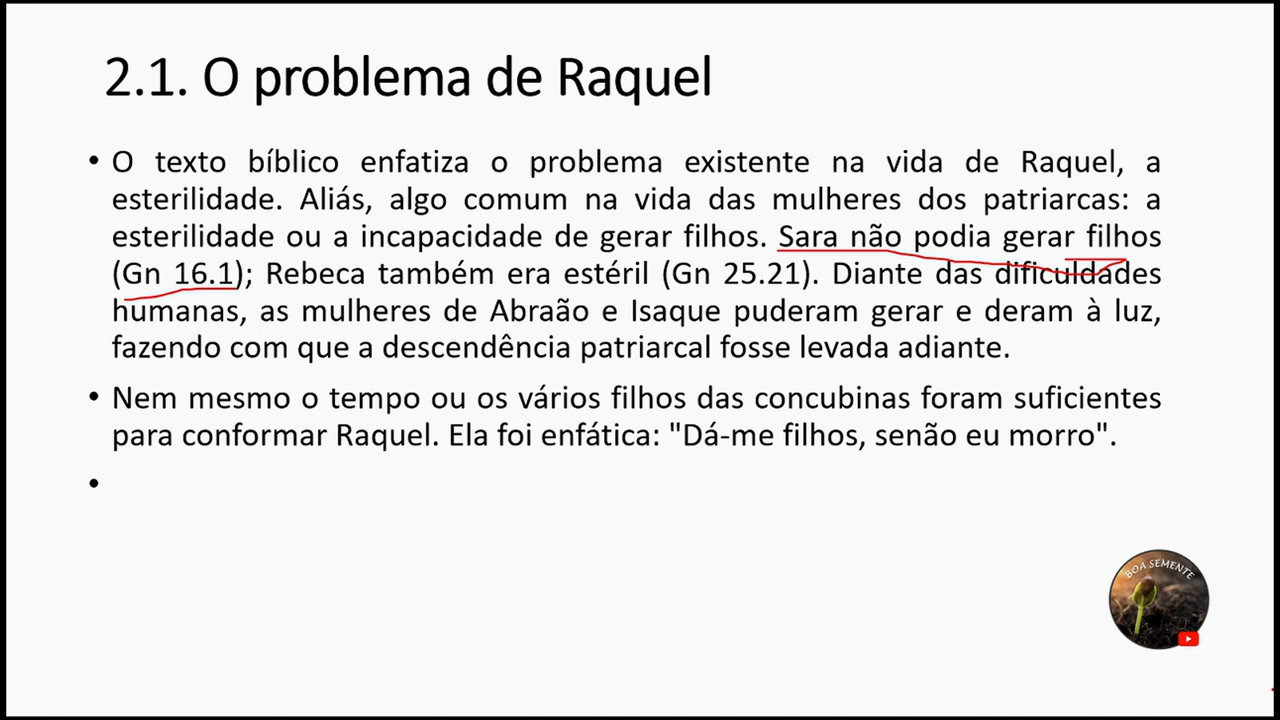 2.1. O problema de Raquel
• O texto bíblico enfatiza o problema existente na vida de Raquel, a
esterilidade. Aliás, algo comum na vida das mulheres dos patriarcas: a
esterilidade ou a incapacidade de gerar filhos. Sara não podia gerar filhos
(Gn 16.1); Rebeca também era estéril (Gn 25.21). Diante das dificuldades
humanas, as mulheres de Abraão e Isaque puderam gerar e deram à luz,
fazendo com que a descendência patriarcal fosse levada adiante.
• Nem mesmo o tempo ou os vários filhos das concubinas foram suficientes
para conformar Raquel. Ela foi enfática: "Dá-me filhos, senão eu morro".
•
BOA SEMENTE